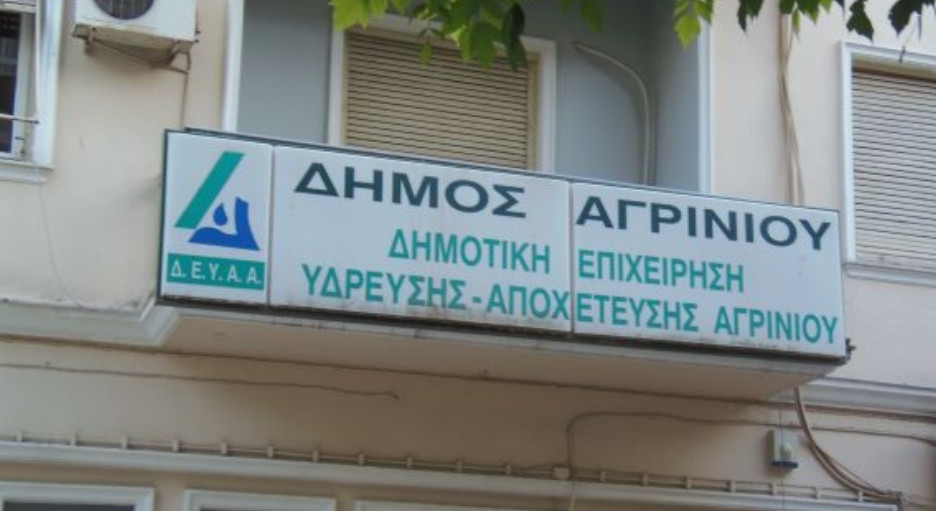 ΔΗΜΟΣ ΑΓΡΙΝΙΟΥ
ΔΗΜΟΤΙΚΗ ΕΠΙΧΕΙΡΗΣΗ
ΥΔΡΕΥΣΗΣ - ΑΠΟΧΕΤΕΥΣΗΣ ΑΓΡΙΝΙΟΥ
Δ.Ε.Υ.Α.Α.